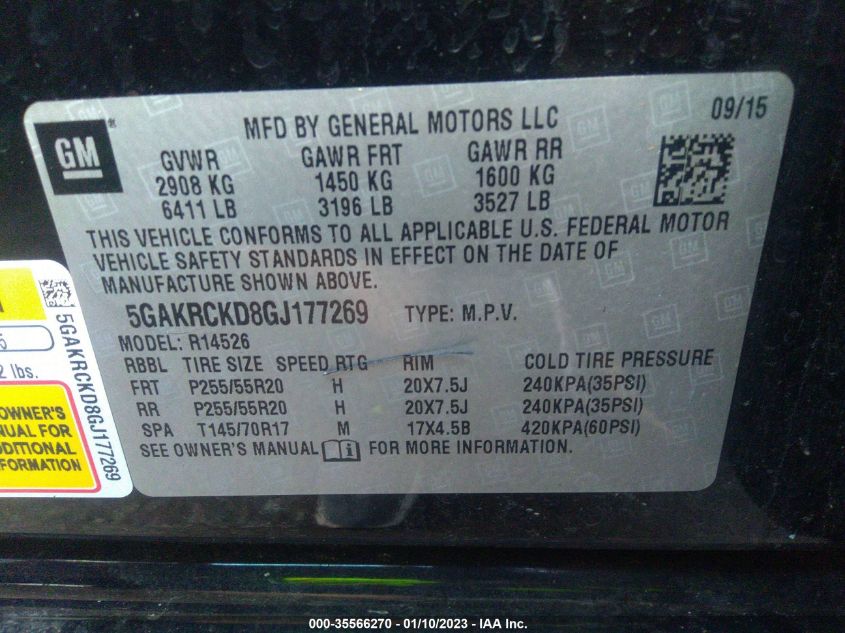 GM
MFD BY GENERAL MOTORS LLC
09/15
GVWR GAWR FRT GAWR RR
2908 KG 1450 KG 1600 KG
6411 LB 3196 LB 3527 LB
THIS VEHICLE CONFORMS TO ALL APPLICABLE U.S. FEDERAL MOTOR
VEHICLE SAFETY STANDARDS IN EFFECT ON THE DATE OF
MANUFACTURE SHOWN ABOVE.
5GAKRCKD8GJ177269 TYPE: M.P.V.
MODEL: R14526
RBBL TIRE SIZE SPEED RTG RIM COLD TIRE PRESSURE
FRT P255/55R20 H 20X7.5J 240KPA(35PSI)
RR P255/55R20 H 20X7.5J 240KPA(35PSI)
SPA T145/70R17 M 17X4.5B 420KPA(60PSI)
SEE OWNER'S MANUAL i FOR MORE INFORMATION.
lbs.
OWNER'S
FOR
INFORMATION
5GAKRCKD8GJ177269
000-35566270 - 01/10/2023 - IAA Inc.